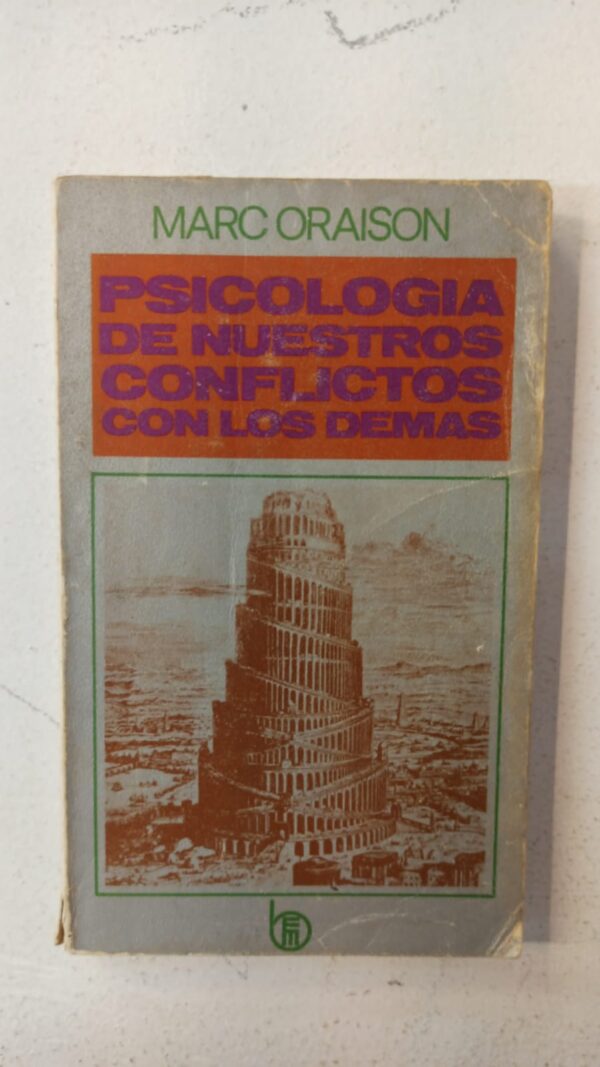 MARC ORAISON
PSICOLOGIA
DE NUESTROS
CONFLICTOS
CON LOS DEMAS